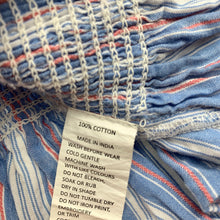 100% COTTON
MADE IN INDIA
WASH BEFORE WEAR
COLD GENTLE
MACHINE WASH
WITH LIKE COLOURS
DO NOT BLEACH,
SOAK OR RUB
DRY IN SHADE
DO NOT TUMBLE DRY
DO NOT IRON PRINT,
EMBROIDERY
OR TRIM